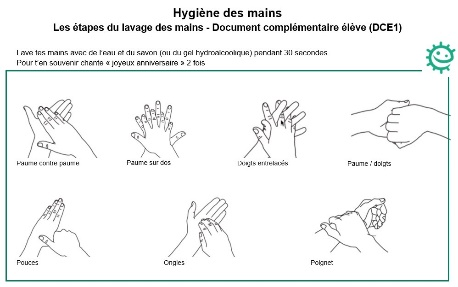 Hygiène des mains
Les étapes du lavage des mains - Document complémentaire élève (DCE1)
Lave tes mains avec de l'eau et du savon (ou du gel hydroalcoolique) pendant 30 secondes
Pour t'en souvenir chante « joyeux anniversaire » 2 fois
Paume contre paume
Paume sur dos
Doigts entrelacés
Paume / doigts
Pouces
Ongles
Poignet